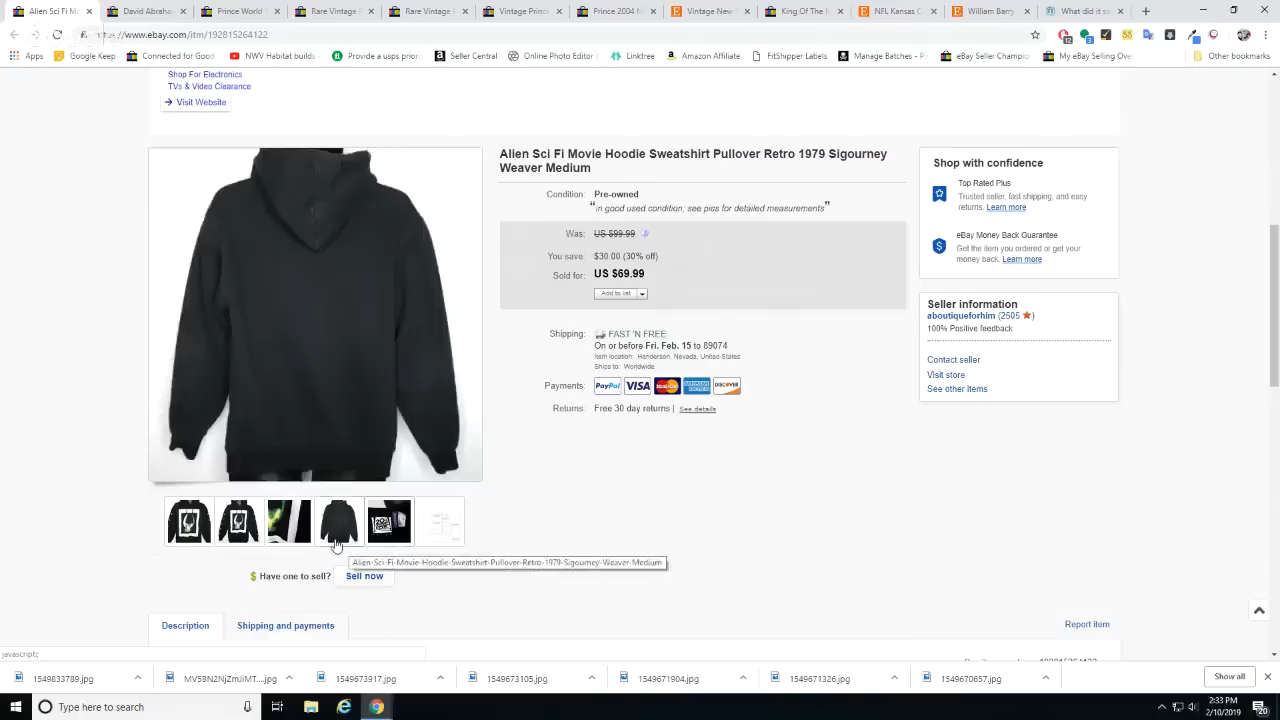 Alien Sci Fi Mo
David Abraha
Prince World
Rare Vintage
Rare Vintage
Vintage Princ
Prince 2004 M
Vintage New
King Of The
NFL Kansas C
William Barry
What did it s
https://www.ebay.com/itm/192815264122
Apps
Google Keep
Connected for Good
NWV Habitat builds
Provide a usps prior
Seller Central
Online Photo Editor
Linktree
Amazon Affiliate
FitShipper Labels
Manage Batches - P
eBay Seller Champio
My eBay Selling Ove
Other bookmarks
Shop For Electronics
TVs & Video Clearance
Visit Website
Alien Sci Fi Movie Hoodie Sweatshirt Pullover Retro 1979 Sigourney
Weaver Medium
Condition: Pre-owned
“in good used condition; see pics for detailed measurements”
Was: US $99.99
You save: $30.00 (30% off)
Sold for: US $69.99
Add to list
Shipping: FAST 'N FREE
On or before Fri. Feb. 15 to 89074
Item location: Henderson, Nevada, United States
Ships to: Worldwide
Payments: PayPal VISA MasterCard AMERICAN EXPRESS DISCOVER
Returns: Free 30 day returns | See details
Shop with confidence
Top Rated Plus
Trusted seller, fast shipping, and easy
returns. Learn more
eBay Money Back Guarantee
Get the item you ordered or get your
money back. Learn more
Seller information
aboutiqueforhim (2505 )
100% Positive feedback
Contact seller
Visit store
See other items
Alien-Sci-Fi-Movie-Hoodie-Sweatshirt-Pullover-Retro-1979-Sigourney-Weaver-Medium
Have one to sell? Sell now
Description
Shipping and payments
Report item
javascript:;
1549833789.jpg
MV5BN2NjZmJiMT....jpg
1549673917.jpg
1549673105.jpg
1549671904.jpg
1549671326.jpg
1549670657.jpg
Show all
Type here to search
2:33 PM
2/10/2019
20